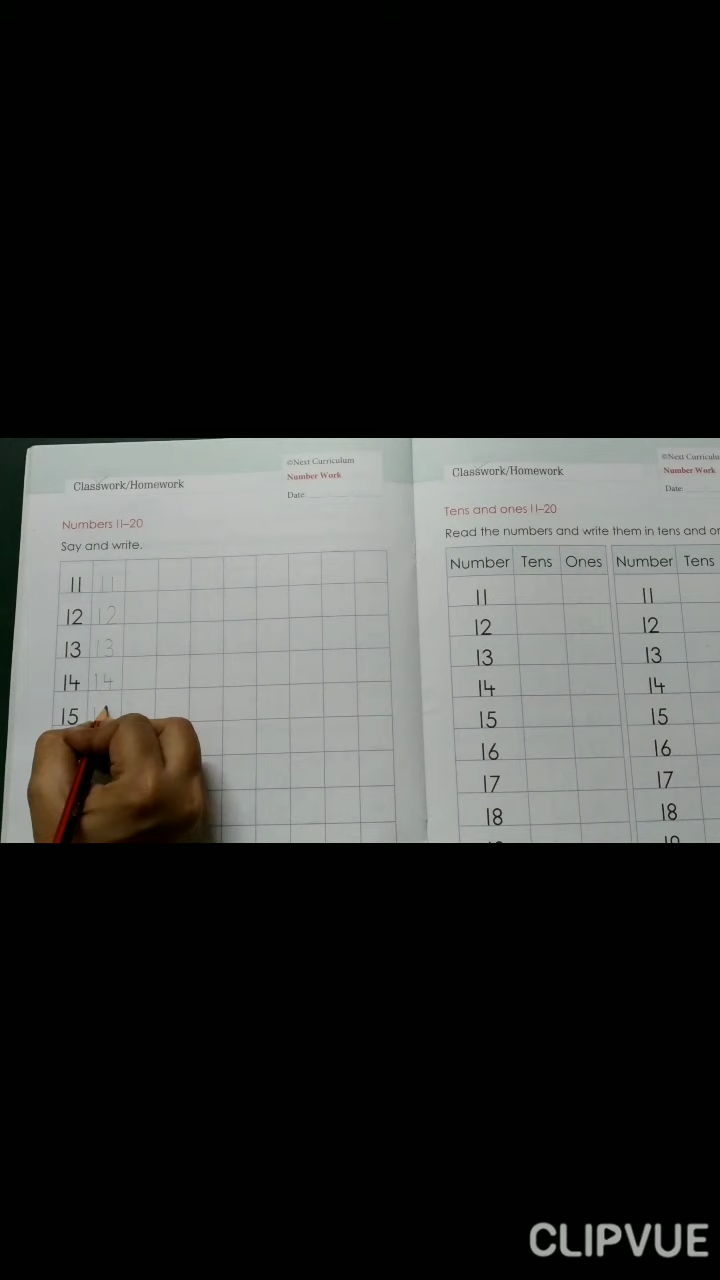 ©Next Curriculum
Number Work
Date
Classwork/Homework
Numbers 11–20
Say and write.
11 11
12 12
13 13
14 14
15
Number Work
Date
Classwork/Homework
Tens and ones 11–20
Read the numbers and write them in tens and
Number Tens Ones Number Tens
11 11
12 12
13 13
14 14
15 15
16 16
17 17
18 18
CLIPVUE